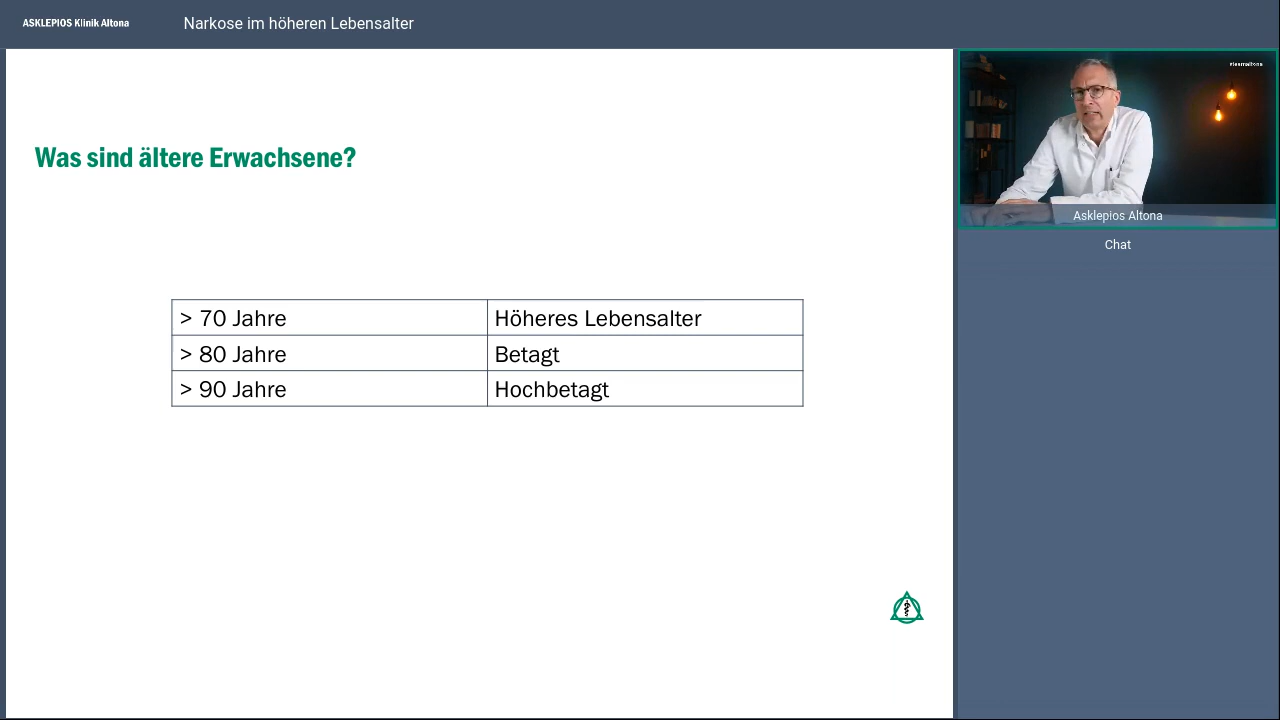 ASKLEPIOS Klinik Altona
Narkose im höheren Lebensalter
Was sind ältere Erwachsene?
> 70 Jahre Höheres Lebensalter
> 80 Jahre Betagt
> 90 Jahre Hochbetagt
#teamaltona
Asklepios Altona
Chat